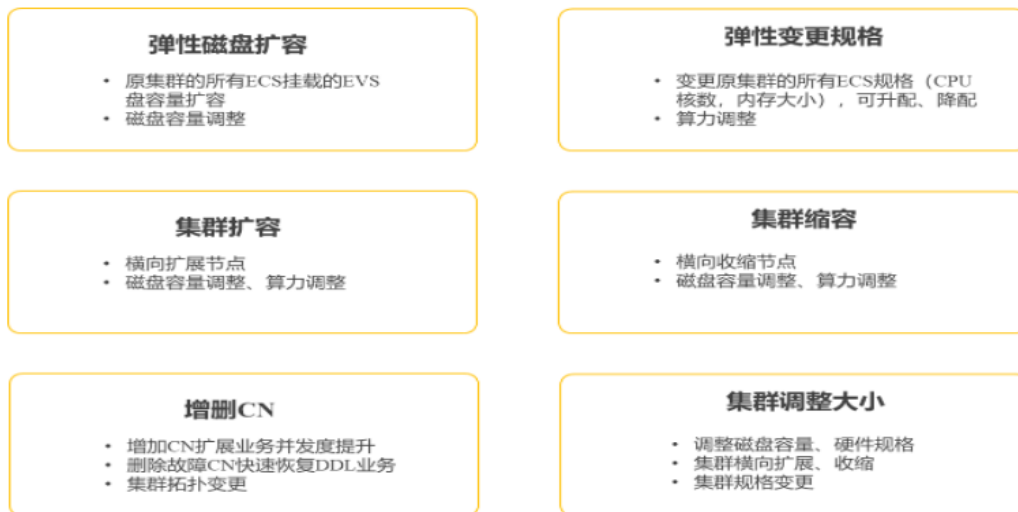 弹性磁盘扩容
• 原集群的所有ECS挂载的EVS
盘容量扩容
• 磁盘容量调整
弹性变更规格
• 变更原集群的所有ECS规格（CPU
核数，内存大小），可升配、降配
• 算力调整
集群扩容
• 横向扩展节点
• 磁盘容量调整、算力调整
集群缩容
• 横向收缩节点
• 磁盘容量调整、算力调整
增删CN
• 增加CN扩展业务并发度提升
• 删除故障CN快速恢复DDL业务
• 集群拓扑变更
集群调整大小
• 调整磁盘容量、硬件规格
• 集群横向扩展、收缩
• 集群规格变更